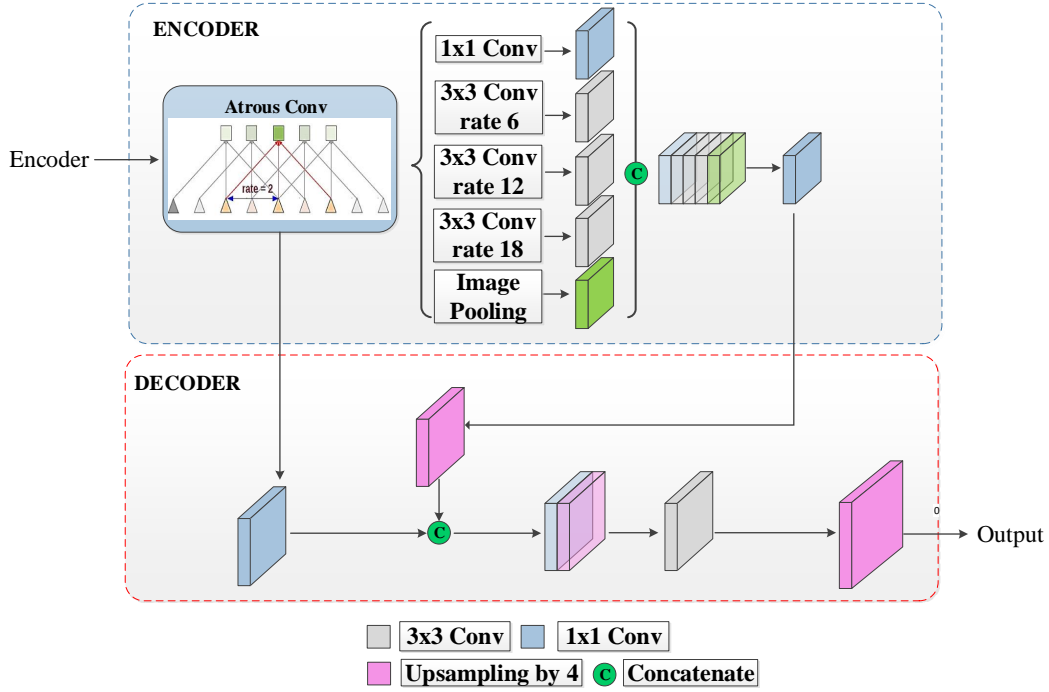 ENCODER
Atrous Conv
rate = 2
Encoder
1x1 Conv
3x3 Conv
rate 6
3x3 Conv
rate 12
3x3 Conv
rate 18
Image
Pooling
C
DECODER
C
0
Output
3x3 Conv
1x1 Conv
Upsampling by 4
C
Concatenate